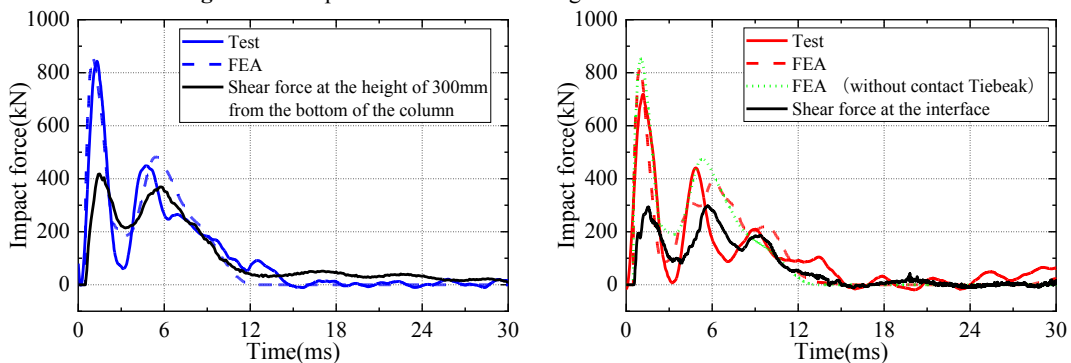 1000
800
600
400
200
0
Impact force(kN)
Test
FEA
Shear force at the height of 300mm
from the bottom of the column
0 6 12 18 24 30
Time(ms)
1000
800
600
400
200
0
Impact force(kN)
Test
FEA
FEA (without contact Tiebeak)
Shear force at the interface
0 6 12 18 24 30
Time(ms)